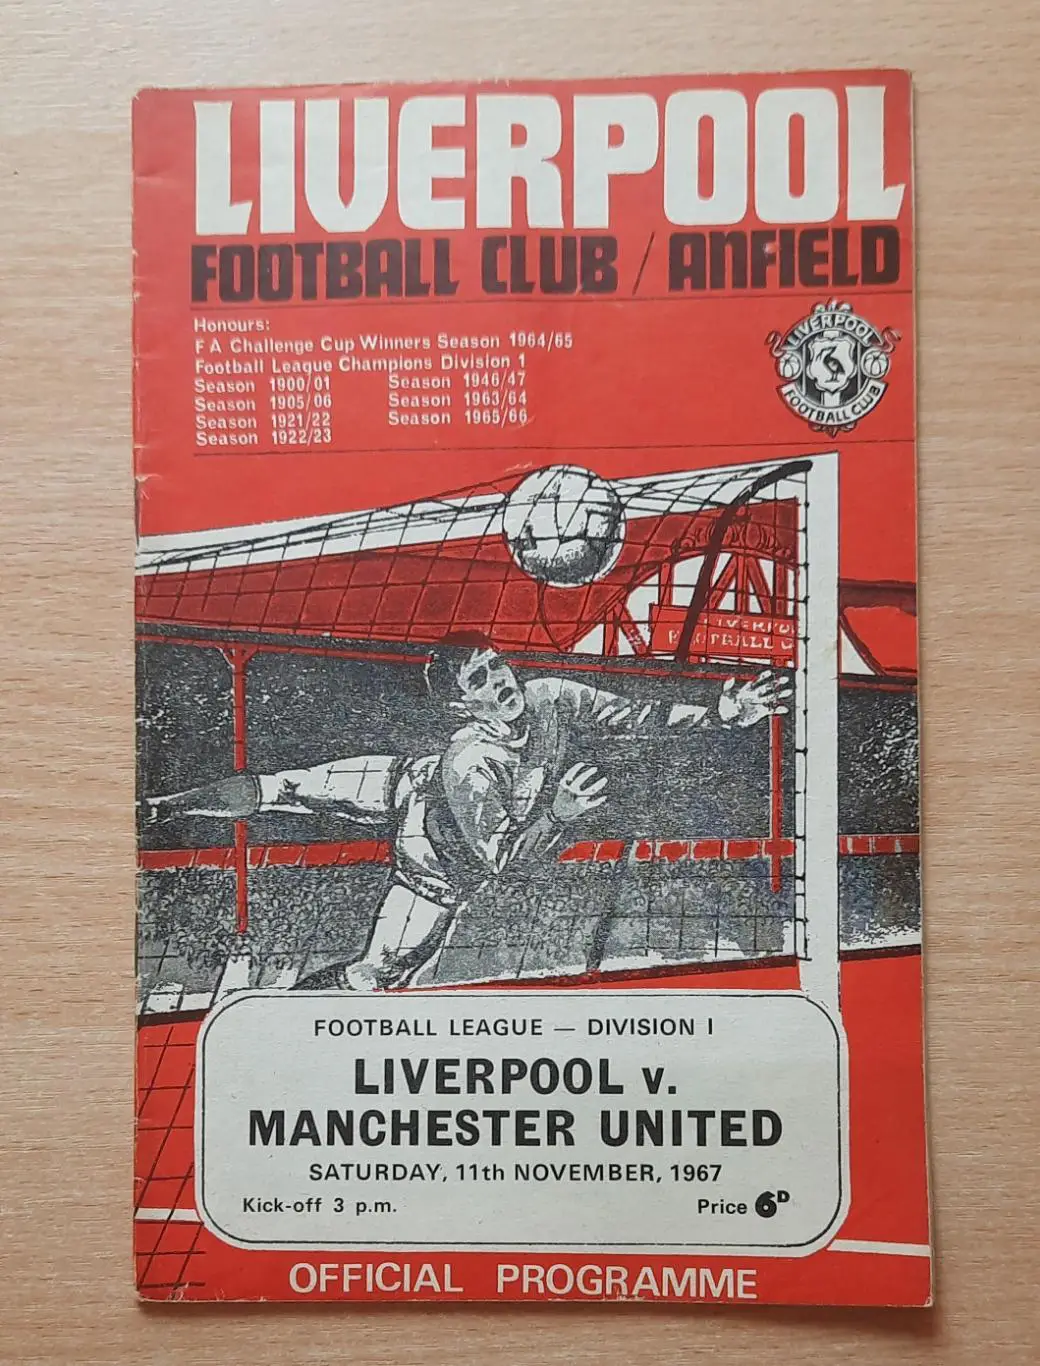 LIVERPOOL
FOOTBALL CLUB / ANFIELD
Honours:
F A Challenge Cup Winners Season 1964/65
Football League Champions Division 1
Season 1900/01 Season 1946/47
Season 1905/06 Season 1963/64
Season 1921/22 Season 1965/66
Season 1922/23
LIVERPOOL
FOOTBALL CLUB
LIVERPOO
FOOTBALL C
FOOTBALL LEAGUE — DIVISION I
LIVERPOOL v.
MANCHESTER UNITED
SATURDAY, 11th NOVEMBER, 1967
Kick-off 3 p.m. Price 6D
OFFICIAL PROGRAMME